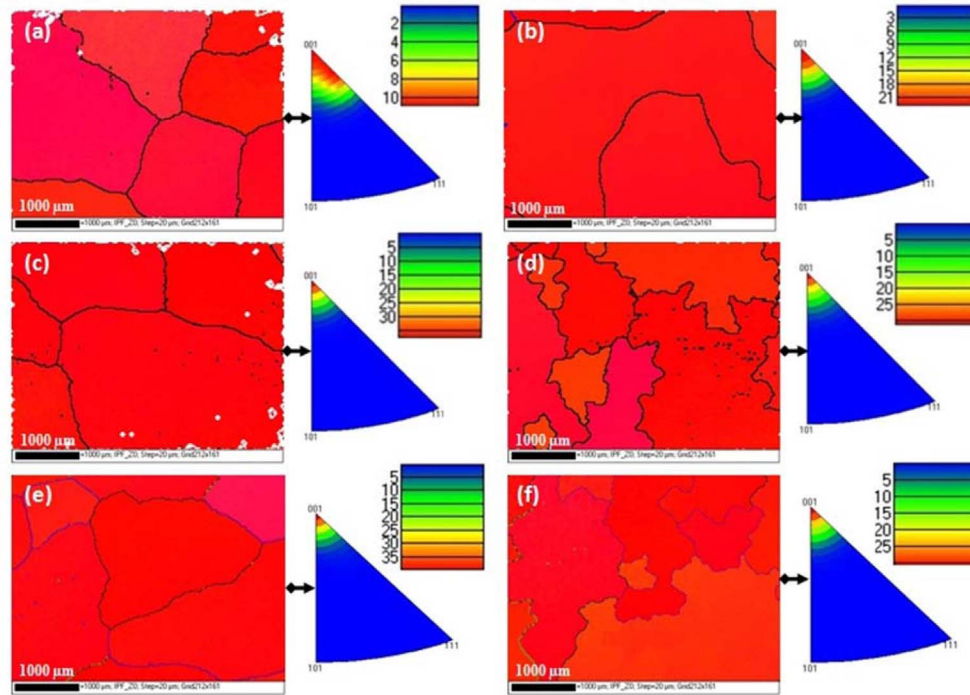 (a)
1000 µm
=1000 µm; IPF_Z0; Step=20 µm; Grid212x161
001
111
101
2
4
6
8
10
(b)
1000 µm
=1000 µm; IPF_Z0; Step=20 µm; Grid212x161
001
111
101
3
6
9
12
15
18
21
(c)
1000 µm
=1000 µm; IPF_Z0; Step=20 µm; Grid212x161
001
111
101
5
10
15
20
25
30
(d)
1000 µm
=1000 µm; IPF_Z0; Step=20 µm; Grid212x161
001
111
101
5
10
15
20
25
(e)
1000 µm
=1000 µm; IPF_Z0; Step=20 µm; Grid212x161
001
111
101
5
10
15
20
25
30
35
(f)
1000 µm
=1000 µm; IPF_Z0; Step=20 µm; Grid212x161
001
111
101
5
10
15
20
25